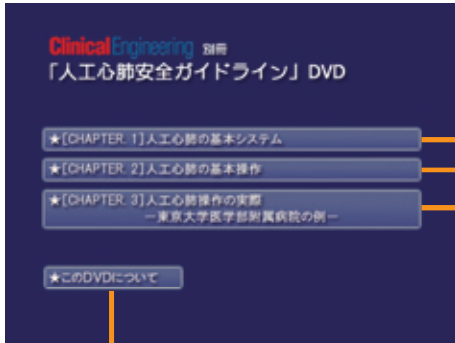 Clinical Engineering 別冊
「人工心肺安全ガイドライン」DVD
★[CHAPTER. 1]人工心肺の基本システム
★[CHAPTER. 2]人工心肺の基本操作
★[CHAPTER. 3]人工心肺操作の実際
－東京大学医学部附属病院の例－
★このDVDについて